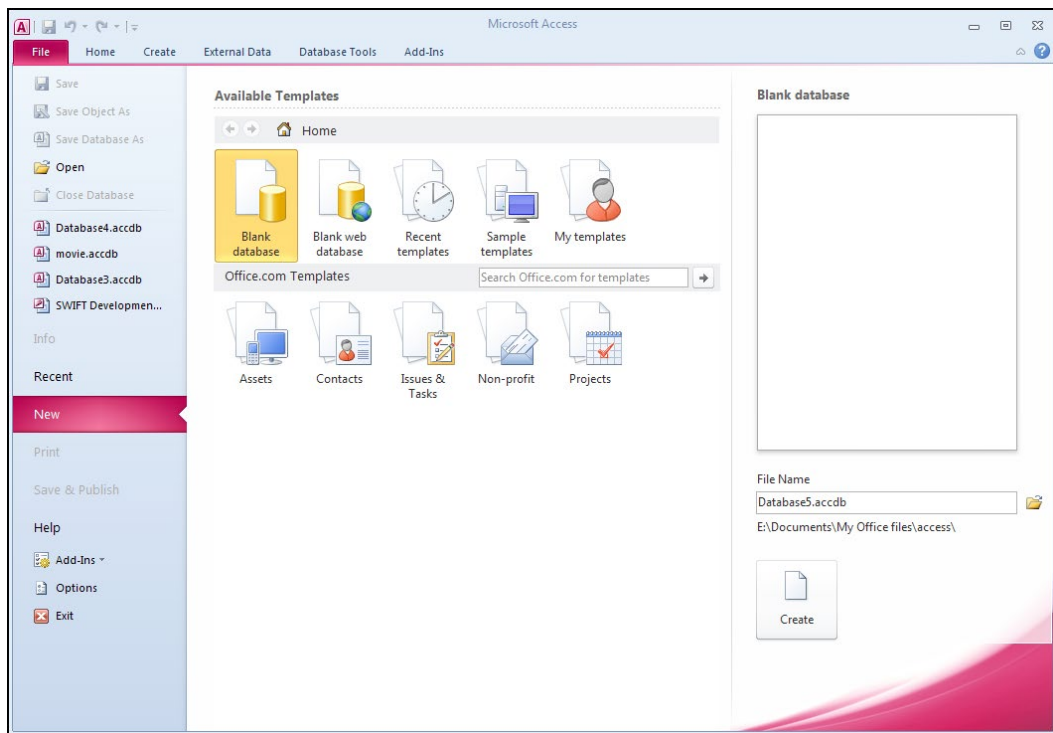 Microsoft Access
File Home Create External Data Database Tools Add-Ins
Save
Save Object As
Save Database As
Open
Close Database
Database4.accdb
movie.accdb
Database3.accdb
SWIFT Developmen...
Info
Recent
New
Print
Save & Publish
Help
Add-Ins
Options
Exit
Available Templates
Home
Blank database
Blank web database
Recent templates
Sample templates
My templates
Office.com Templates
Search Office.com for templates
Assets
Contacts
Issues & Tasks
Non-profit
Projects
Blank database
File Name
Database5.accdb
E:\Documents\My Office files\access\
Create